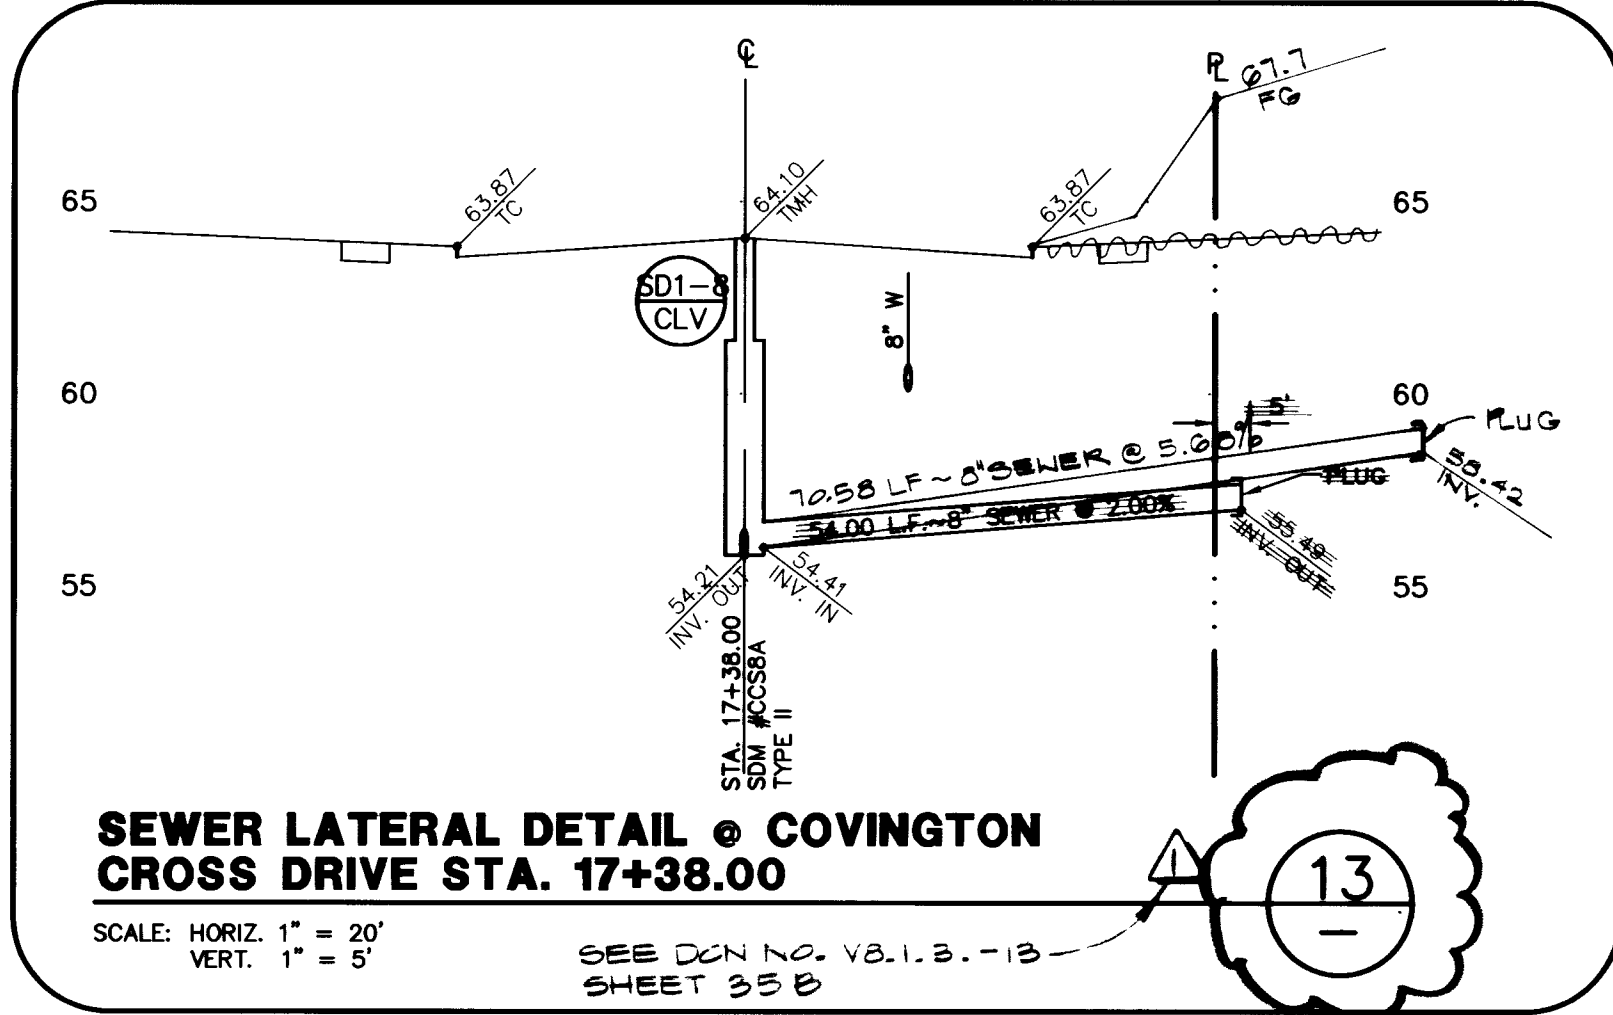 ℄
PL
67.7
FG
65
63.87
TC
64.10
TMH
63.87
TC
65
SD1-8
CLV
8" W
60
60
5'
PLUG
70.58 LF ~ 8" SEWER @ 5.68%
PLUG
58.42
INV.
54.00 L.F.~8" SEWER @ 2.00%
55.49
INV. OUT
55
54.21
INV. OUT
54.41
INV. IN
55
STA. 17+38.00
SDM #CCS8A
TYPE II
SEWER LATERAL DETAIL @ COVINGTON
CROSS DRIVE STA. 17+38.00
1
13
–
SCALE: HORIZ. 1" = 20'
VERT. 1" = 5'
SEE DCN NO. V8.1.3.-13
SHEET 35B